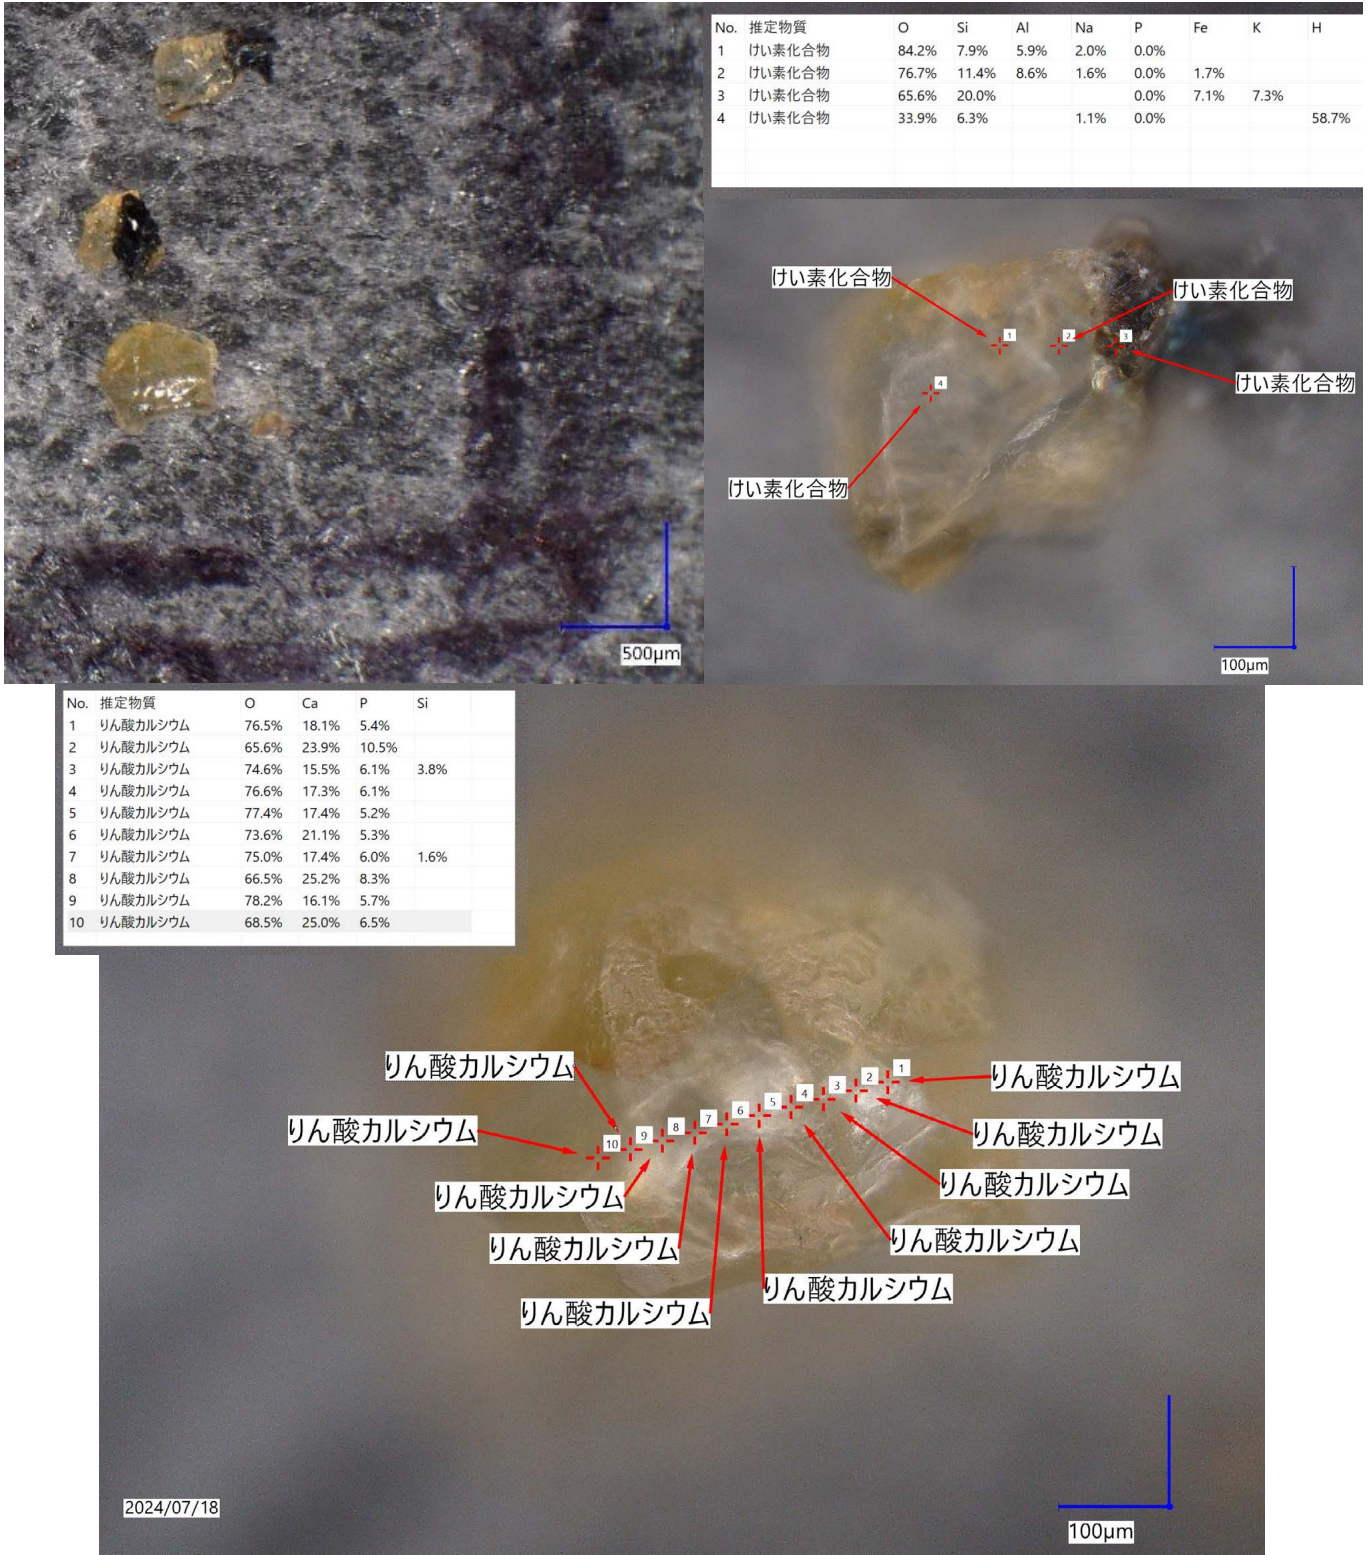 No. 推定物質 O Si Al Na P Fe K H
1 けい素化合物 84.2% 7.9% 5.9% 2.0% 0.0%
2 けい素化合物 76.7% 11.4% 8.6% 1.6% 0.0% 1.7%
3 けい素化合物 65.6% 20.0% 0.0% 7.1% 7.3%
4 けい素化合物 33.9% 6.3% 1.1% 0.0% 58.7%
けい素化合物
けい素化合物
1
2
3
けい素化合物
4
けい素化合物
500μm
100μm
No. 推定物質 O Ca P Si
1 りん酸カルシウム 76.5% 18.1% 5.4%
2 りん酸カルシウム 65.6% 23.9% 10.5%
3 りん酸カルシウム 74.6% 15.5% 6.1% 3.8%
4 りん酸カルシウム 76.6% 17.3% 6.1%
5 りん酸カルシウム 77.4% 17.4% 5.2%
6 りん酸カルシウム 73.6% 21.1% 5.3%
7 りん酸カルシウム 75.0% 17.4% 6.0% 1.6%
8 りん酸カルシウム 66.5% 25.2% 8.3%
9 りん酸カルシウム 78.2% 16.1% 5.7%
10 りん酸カルシウム 68.5% 25.0% 6.5%
りん酸カルシウム
1
りん酸カルシウム
2
3
4
5
6
7
8
9
10
りん酸カルシウム
りん酸カルシウム
りん酸カルシウム
りん酸カルシウム
りん酸カルシウム
りん酸カルシウム
りん酸カルシウム
りん酸カルシウム
2024/07/18
100μm